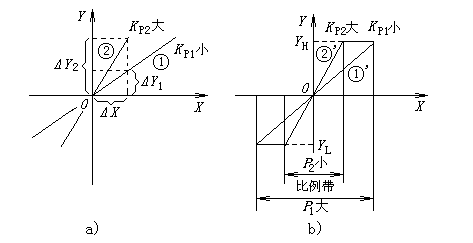 Y
K_P2大
②
K_P1小
①
ΔY₂
ΔY₁
O
X
ΔX
a)
Y
K_P2大
K_P1小
Y_H
②'
①'
O
X
Y_L
P₂小
比例带
P₁大
b)